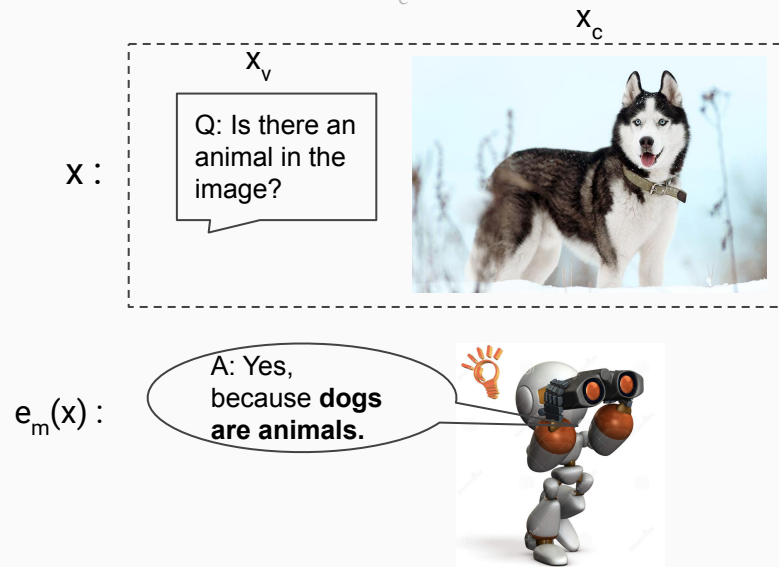 c
x_c
x_v
Q: Is there an
animal in the
image?
x :
A: Yes,
because dogs
are animals.
e_m(x) :